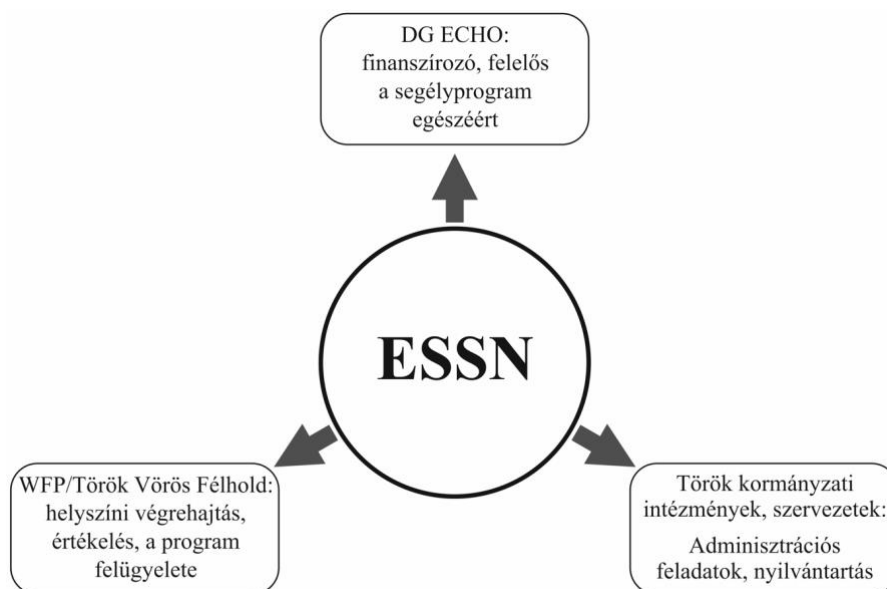 DG ECHO:
finanszírozó, felelős
a segélyprogram
egészéért
ESSN
WFP/Török Vörös Félhold:
helyszíni végrehajtás,
értékelés, a program
felügyelete
Török kormányzati
intézmények, szervezetek:
Adminisztrációs
feladatok, nyilvántartás